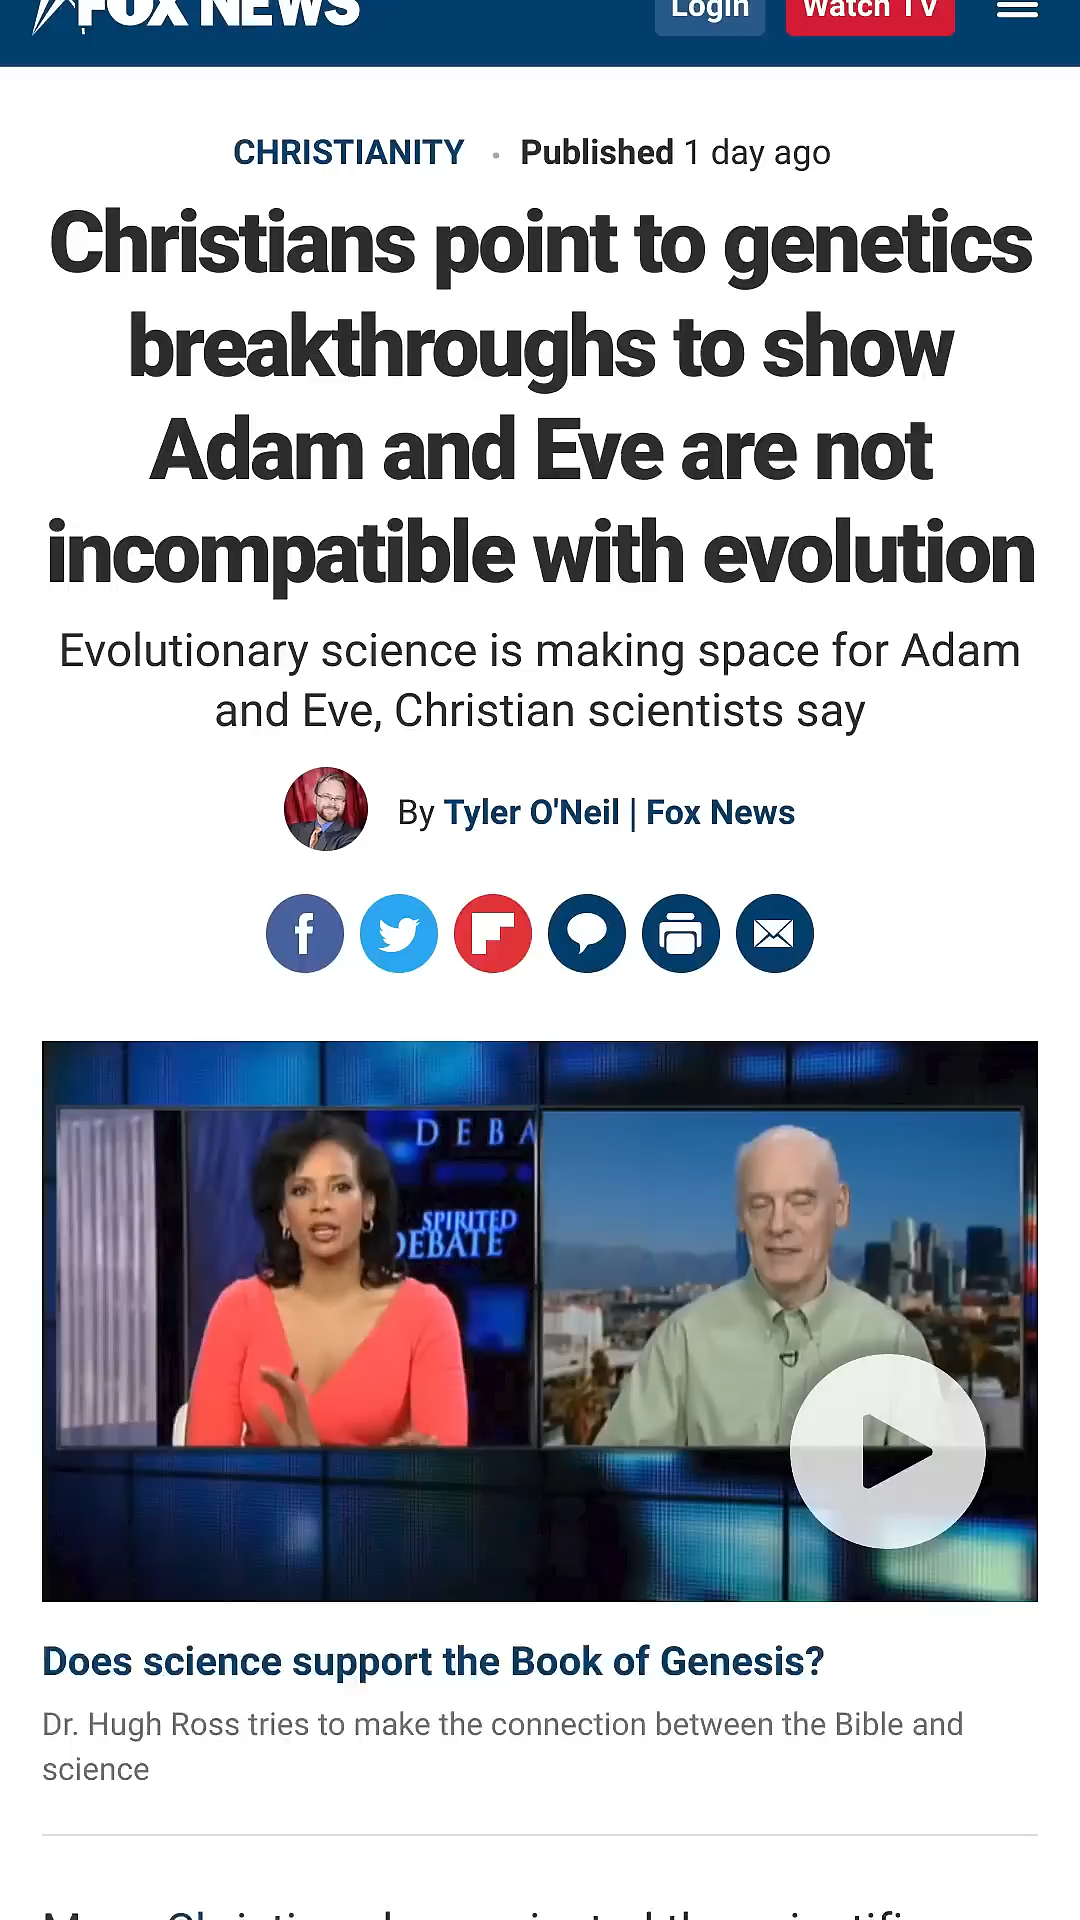 FOX NEWS
Login
Watch TV
CHRISTIANITY · Published 1 day ago
Christians point to genetics
breakthroughs to show
Adam and Eve are not
incompatible with evolution
Evolutionary science is making space for Adam
and Eve, Christian scientists say
By Tyler O'Neil | Fox News
DEBA
SPIRITED
DEBATE
Does science support the Book of Genesis?
Dr. Hugh Ross tries to make the connection between the Bible and
science